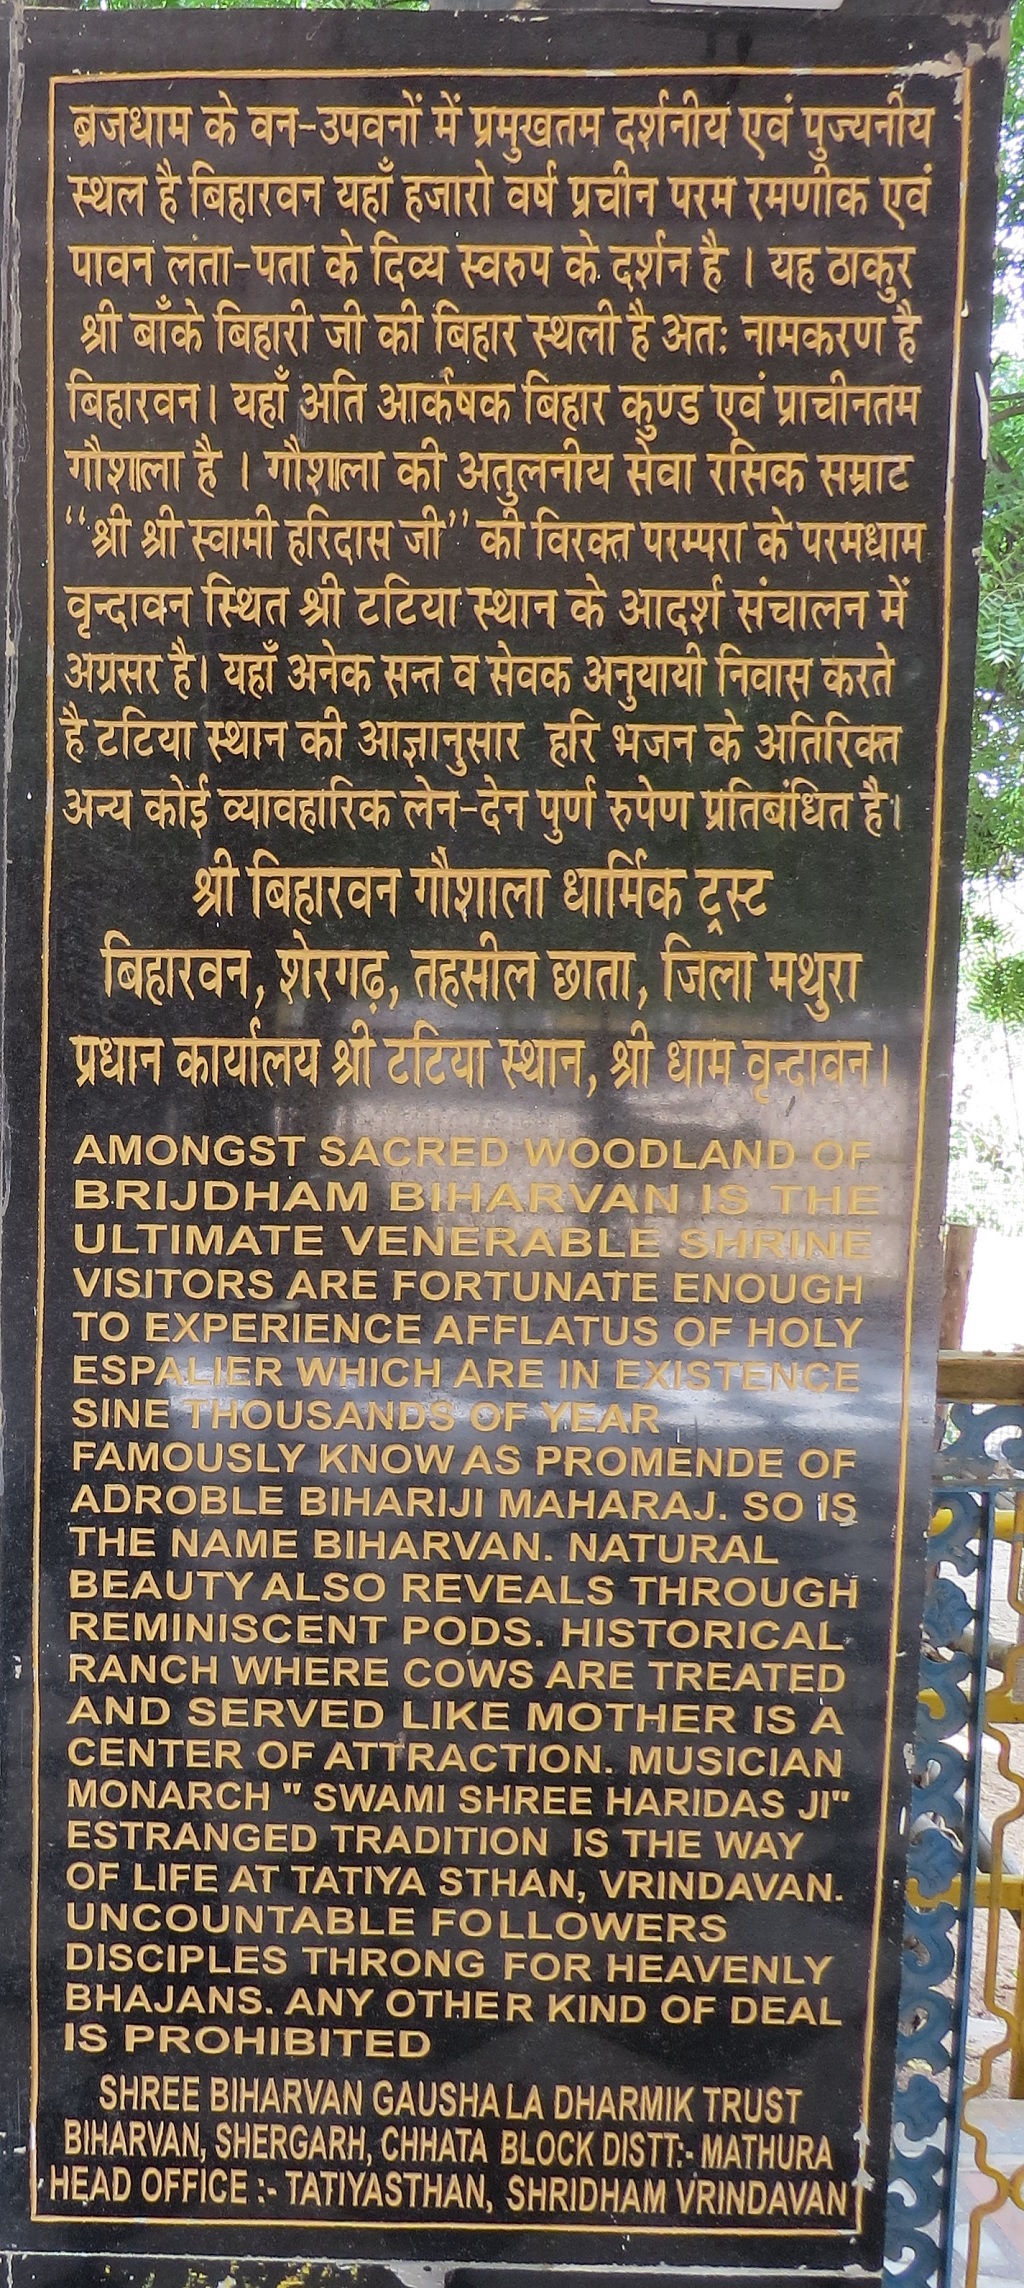 ब्रजधाम के वन-उपवनों में प्रमुखतम दर्शनीय एवं पुज्यनीय
स्थल है बिहारवन यहाँ हजारो वर्ष प्रचीन परम रमणीक एवं
पावन लंता-पता के दिव्य स्वरुप के दर्शन है । यह ठाकुर
श्री बाँके बिहारी जी की बिहार स्थली है अतः नामकरण है
बिहारवन। यहाँ अति आर्कषक बिहार कुण्ड एवं प्राचीनतम
गौशाला है । गौशाला की अतुलनीय सेवा रसिक सम्राट
“श्री श्री स्वामी हरिदास जी” की विरक्त परम्परा के परमधाम
वृन्दावन स्थित श्री टटिया स्थान के आदर्श संचालन में
अग्रसर है। यहाँ अनेक सन्त व सेवक अनुयायी निवास करते
है टटिया स्थान की आज्ञानुसार हरि भजन के अतिरिक्त
अन्य कोई व्यावहारिक लेन-देन पुर्ण रुपेण प्रतिबंधित है।
श्री बिहारवन गौशाला धार्मिक ट्रस्ट
बिहारवन, शेरगढ़, तहसील छाता, जिला मथुरा
प्रधान कार्यालय श्री टटिया स्थान, श्री धाम वृन्दावन।
AMONGST SACRED WOODLAND OF
BRIJDHAM BIHARVAN IS THE
ULTIMATE VENERABLE SHRINE
VISITORS ARE FORTUNATE ENOUGH
TO EXPERIENCE AFFLATUS OF HOLY
ESPALIER WHICH ARE IN EXISTENCE
SINE THOUSANDS OF YEAR
FAMOUSLY KNOW AS PROMENDE OF
ADROBLE BIHARIJI MAHARAJ. SO IS
THE NAME BIHARVAN. NATURAL
BEAUTY ALSO REVEALS THROUGH
REMINISCENT PODS. HISTORICAL
RANCH WHERE COWS ARE TREATED
AND SERVED LIKE MOTHER IS A
CENTER OF ATTRACTION. MUSICIAN
MONARCH " SWAMI SHREE HARIDAS JI"
ESTRANGED TRADITION IS THE WAY
OF LIFE AT TATIYA STHAN, VRINDAVAN.
UNCOUNTABLE FOLLOWERS
DISCIPLES THRONG FOR HEAVENLY
BHAJANS. ANY OTHER KIND OF DEAL
IS PROHIBITED
SHREE BIHARVAN GAUSHALA DHARMIK TRUST
BIHARVAN, SHERGARH, CHHATA BLOCK DISTT:- MATHURA
HEAD OFFICE :- TATIYASTHAN, SHRIDHAM VRINDAVAN